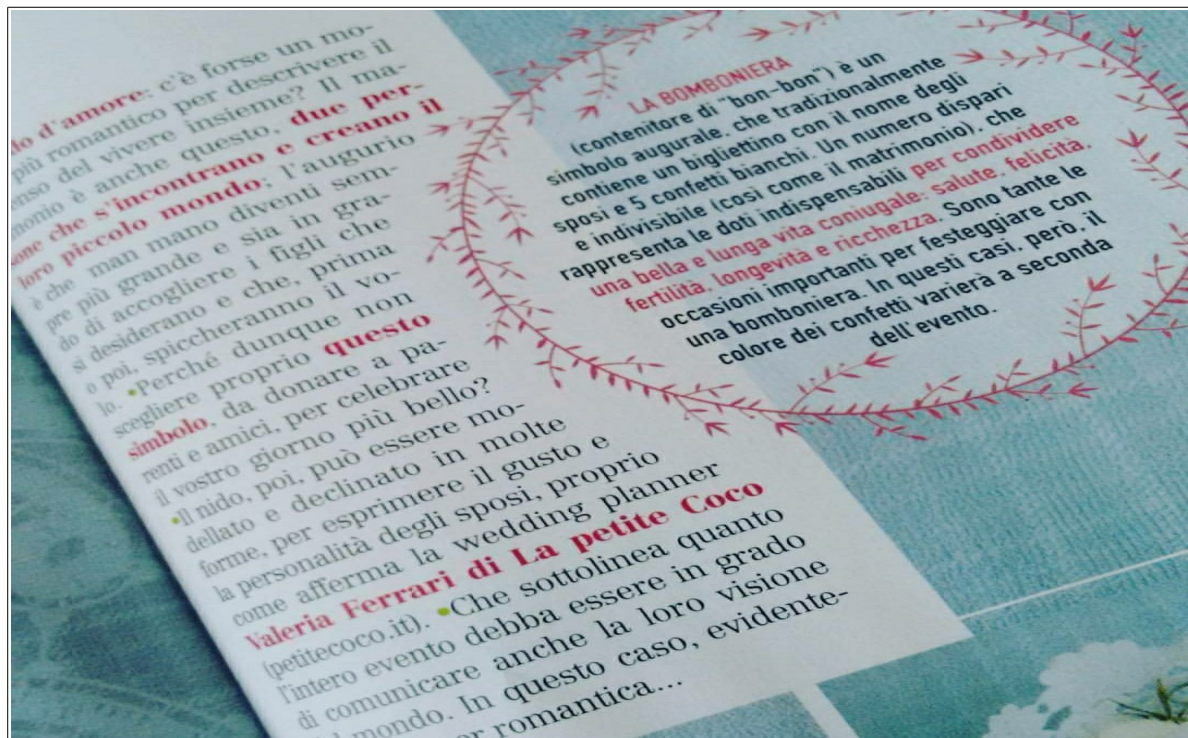 do d'amore: c'è forse un mo-
più romantico per descrivere il
senso del vivere insieme? Il ma-
monio è anche questo, due per-
sone che s'incontrano e creano il
loro piccolo mondo; l'augurio
è che man mano diventi sem-
pre più grande e sia in gra-
do di accogliere i figli che
si desiderano e che, prima
o poi, spiccheranno il vo-
lo. •Perché dunque non
scegliere proprio questo
simbolo, da donare a pa-
renti e amici, per celebrare
il vostro giorno più bello?
•Il nido, poi, può essere mo-
dellato e declinato in molte
forme, per esprimere il gusto e
la personalità degli sposi, proprio
come afferma la wedding planner
Valeria Ferrari di La petite Coco
(petitecoco.it). •Che sottolinea quanto
l'intero evento debba essere in grado
di comunicare anche la loro visione
mondo. In questo caso, evidente-
romantica...
LA BOMBONIERA
(contenitore di "bon-bon") è un
simbolo augurale, che tradizionalmente
contiene un bigliettino con il nome degli
sposi e 5 confetti bianchi. Un numero dispari
e indivisibile (così come il matrimonio), che
rappresenta le doti indispensabili per condividere
una bella e lunga vita coniugale: salute, felicità,
fertilità, longevità e ricchezza. Sono tante le
occasioni importanti per festeggiare con
una bomboniera. In questi casi, però, il
colore dei confetti varierà a seconda
dell'evento.